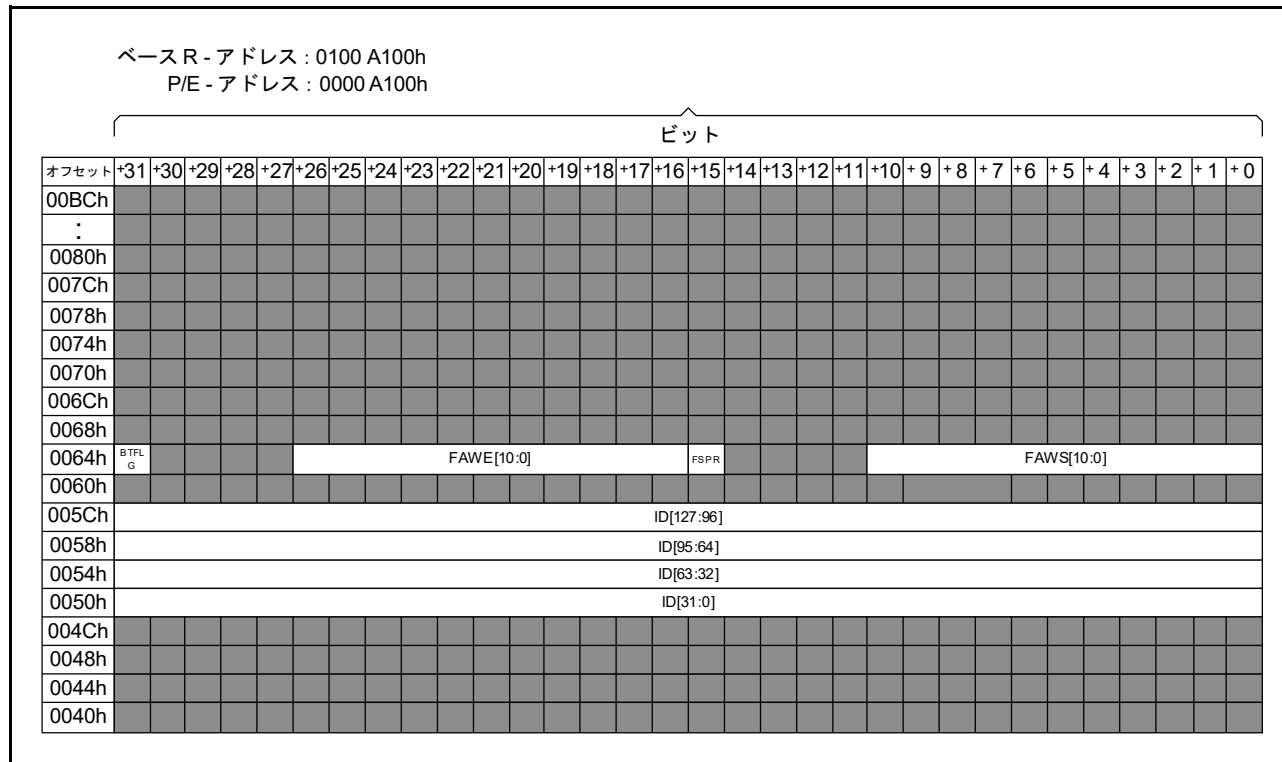 ベース R - アドレス : 0100 A100h
P/E - アドレス : 0000 A100h
ビット
オフセット +31 +30 +29 +28 +27 +26 +25 +24 +23 +22 +21 +20 +19 +18 +17 +16 +15 +14 +13 +12 +11 +10 + 9 + 8 + 7 +6 + 5 + 4 + 3 + 2 + 1 + 0
00BCh
:
0080h
007Ch
0078h
0074h
0070h
006Ch
0068h
0064h BTFLG FAWE[10:0] FSPR FAWS[10:0]
0060h
005Ch ID[127:96]
0058h ID[95:64]
0054h ID[63:32]
0050h ID[31:0]
004Ch
0048h
0044h
0040h